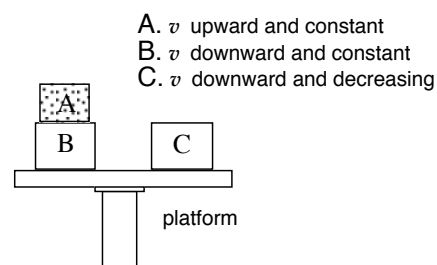 A. v upward and constant
B. v downward and constant
C. v downward and decreasing
A
B
C
platform